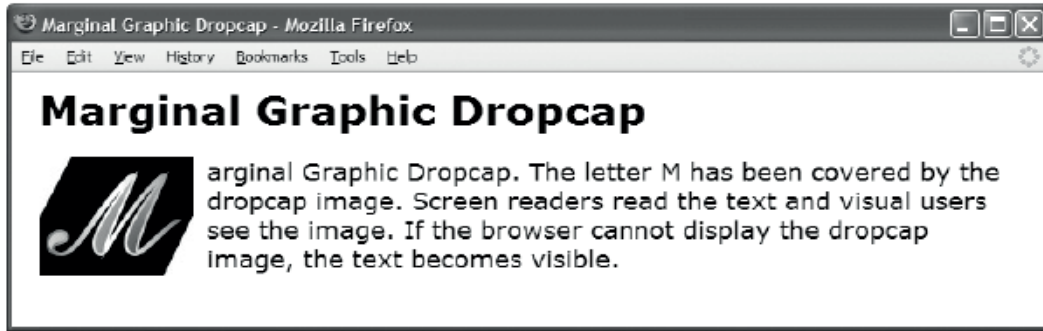 Marginal Graphic Dropcap - Mozilla Firefox
File Edit View History Bookmarks Tools Help
Marginal Graphic Dropcap
M
arginal Graphic Dropcap. The letter M has been covered by the
dropcap image. Screen readers read the text and visual users
see the image. If the browser cannot display the dropcap
image, the text becomes visible.